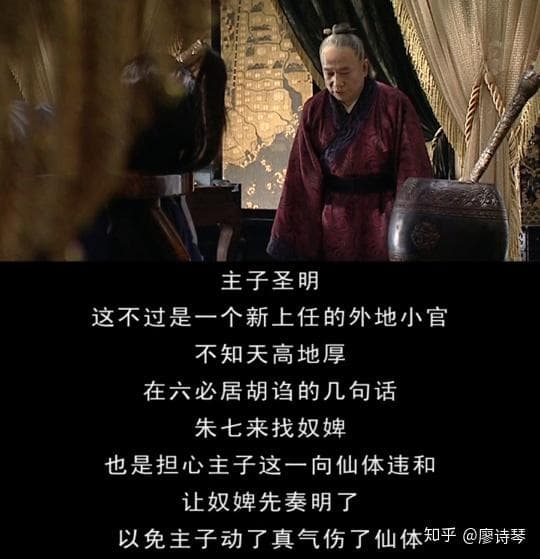 主子圣明
这不过是一个新上任的外地小官
不知天高地厚
在六必居胡诌的几句话
朱七来找奴婢
也是担心主子这一向仙体违和
让奴婢先奏明了
以免主子动了真气伤了仙体
知乎 @廖诗琴